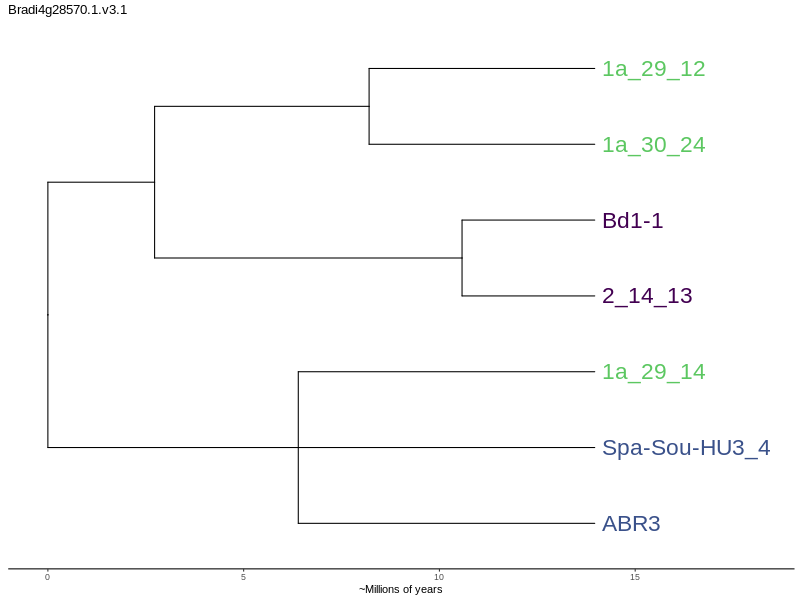 Bradi4g28570.1.v3.1
1a_29_12
1a_30_24
Bd1-1
2_14_13
1a_29_14
Spa-Sou-HU3_4
ABR3
0 5 10 15
~Millions of years